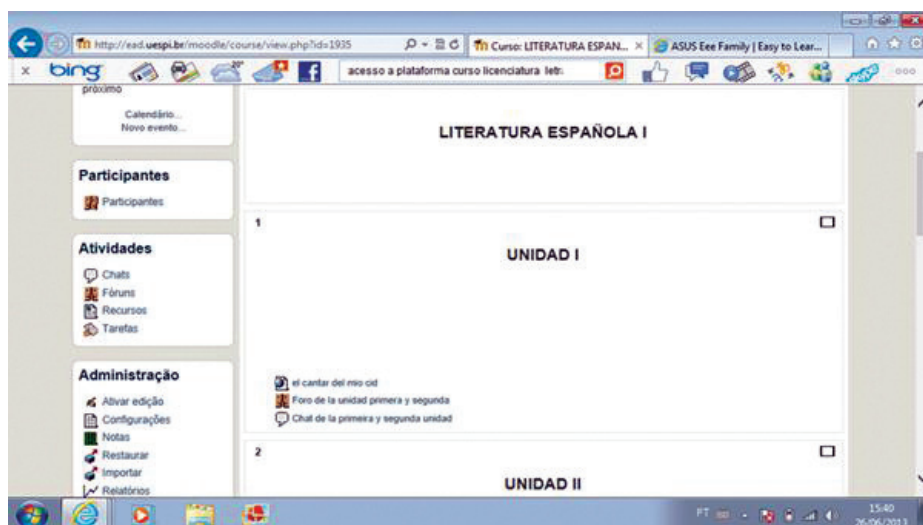 http://ead.uespi.br/moodle/course/view.php?id=1935
Curso: LITERATURA ESPAN...
ASUS Eee Family | Easy to Lear...
bing
acesso a plataforma curso licenciatura letr
próximo
Calendário...
Novo evento...
Participantes
Participantes
Atividades
Chats
Fóruns
Recursos
Tarefas
Administração
Ativar edição
Configurações
Notas
Restaurar
Importar
Relatórios
LITERATURA ESPAÑOLA I
1
UNIDAD I
el cantar del mio cid
Foro de la unidad primera y segunda
Chat de la primeira y segunda unidad
2
UNIDAD II
PT
15:40
26/06/2013